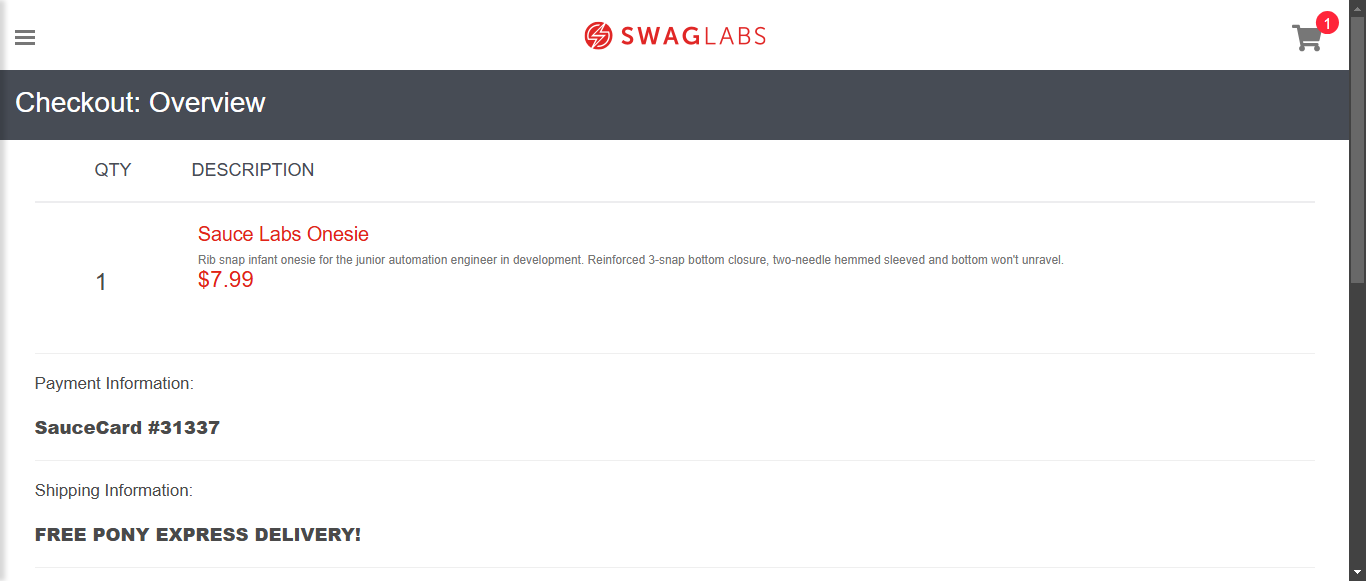 SWAGLABS
1
Checkout: Overview
QTY DESCRIPTION
Sauce Labs Onesie
Rib snap infant onesie for the junior automation engineer in development. Reinforced 3-snap bottom closure, two-needle hemmed sleeved and bottom won't unravel.
$7.99
1
Payment Information:
SauceCard #31337
Shipping Information:
FREE PONY EXPRESS DELIVERY!